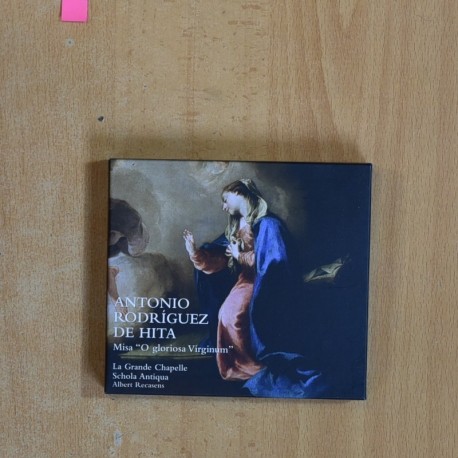 ANTONIO
RODRÍGUEZ
DE HITA
Misa "O gloriosa Virginum"
La Grande Chapelle
Schola Antiqua
Albert Recasens